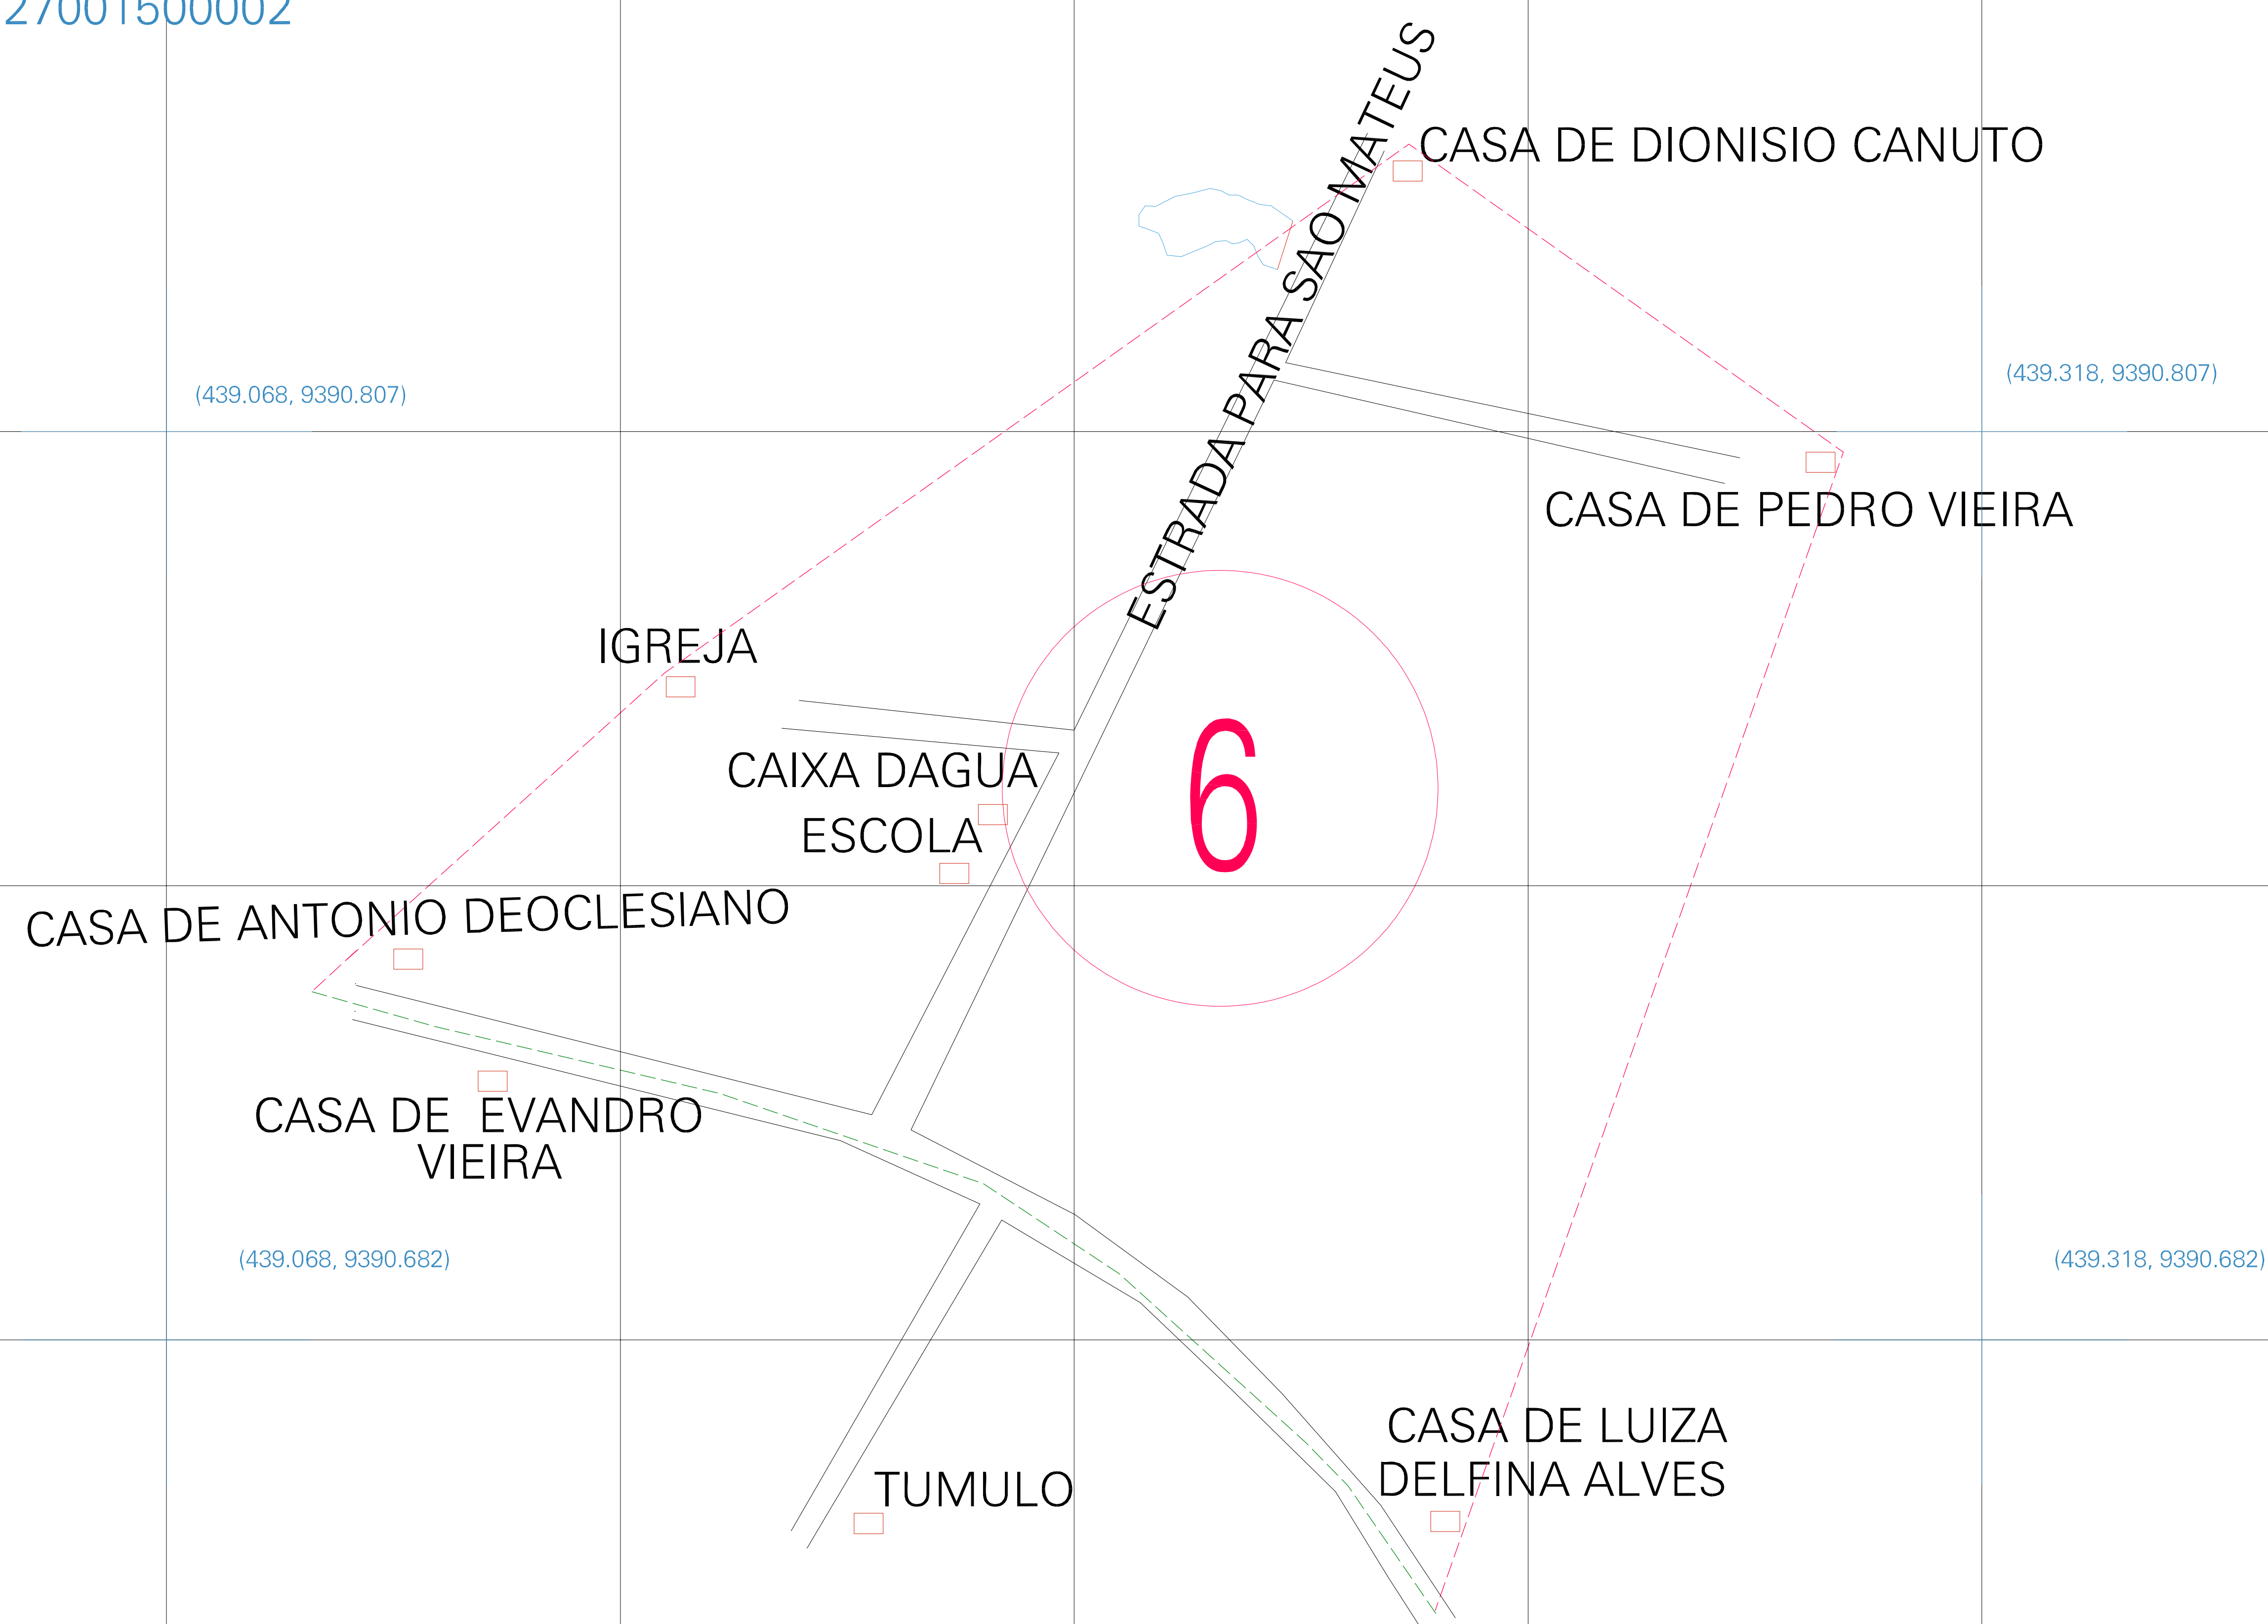 27001500002
ESTRADA PARA SAO MATEUS
CASA DE DIONISIO CANUTO
(439.068, 9390.807)
(439.318, 9390.807)
CASA DE PEDRO VIEIRA
IGREJA
CAIXA DAGUA
ESCOLA
6
CASA DE ANTONIO DEOCLESIANO
CASA DE EVANDRO
VIEIRA
(439.068, 9390.682)
(439.318, 9390.682)
CASA DE LUIZA
DELFINA ALVES
TUMULO